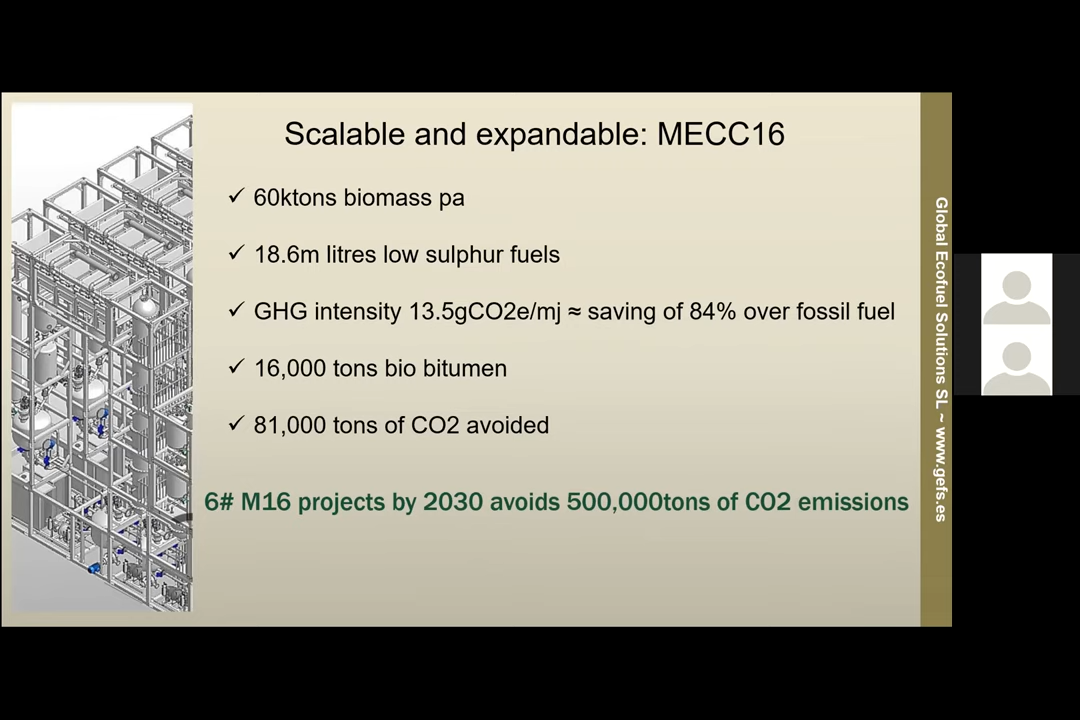 Scalable and expandable: MECC16
✓ 60ktons biomass pa
✓ 18.6m litres low sulphur fuels
✓ GHG intensity 13.5gCO2e/mj ≈ saving of 84% over fossil fuel
✓ 16,000 tons bio bitumen
✓ 81,000 tons of CO2 avoided
6# M16 projects by 2030 avoids 500,000tons of CO2 emissions
Global Ecofuel Solutions SL ~ www.gefs.es